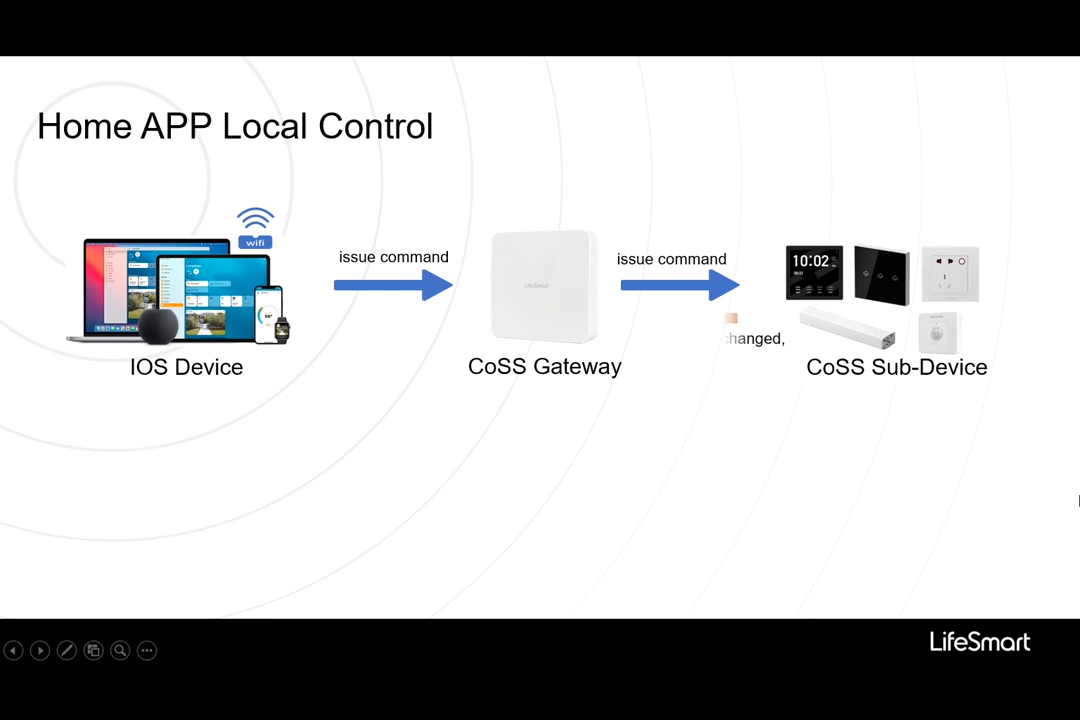 Home APP Local Control
wifi
issue command
issue command
LifeSmart
10:02
changed,
IOS Device
CoSS Gateway
CoSS Sub-Device
LifeSmart